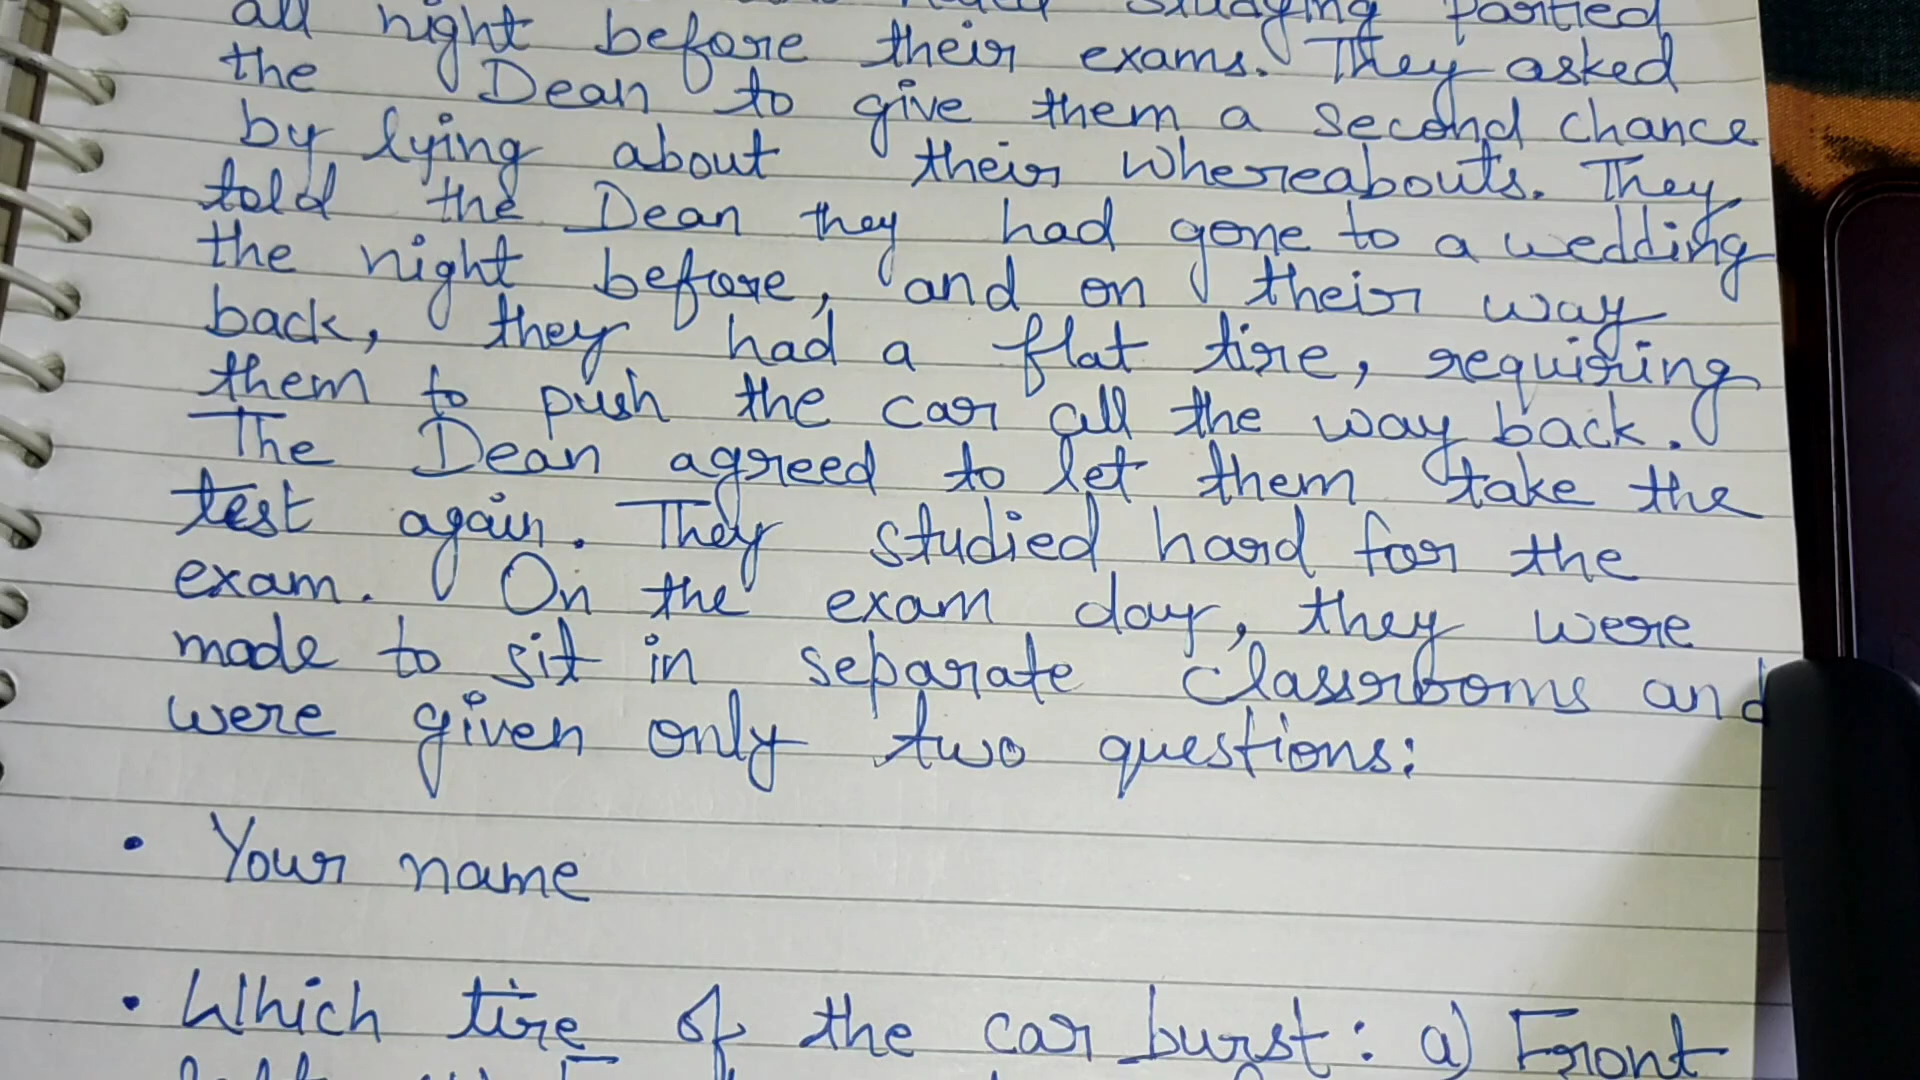 hated studying partied
all night before their exams. They asked
the Dean to give them a second chance
by lying about their whereabouts. They
told the Dean they had gone to a wedding
the night before, and on their way
back, they had a flat tire, requiring
them to push the car all the way back.
The Dean agreed to let them take the
test again. They studied hard for the
exam. On the exam day, they were
made to sit in separate classrooms and
were given only two questions:
• Your name
• Which tire of the car burst: a) Front